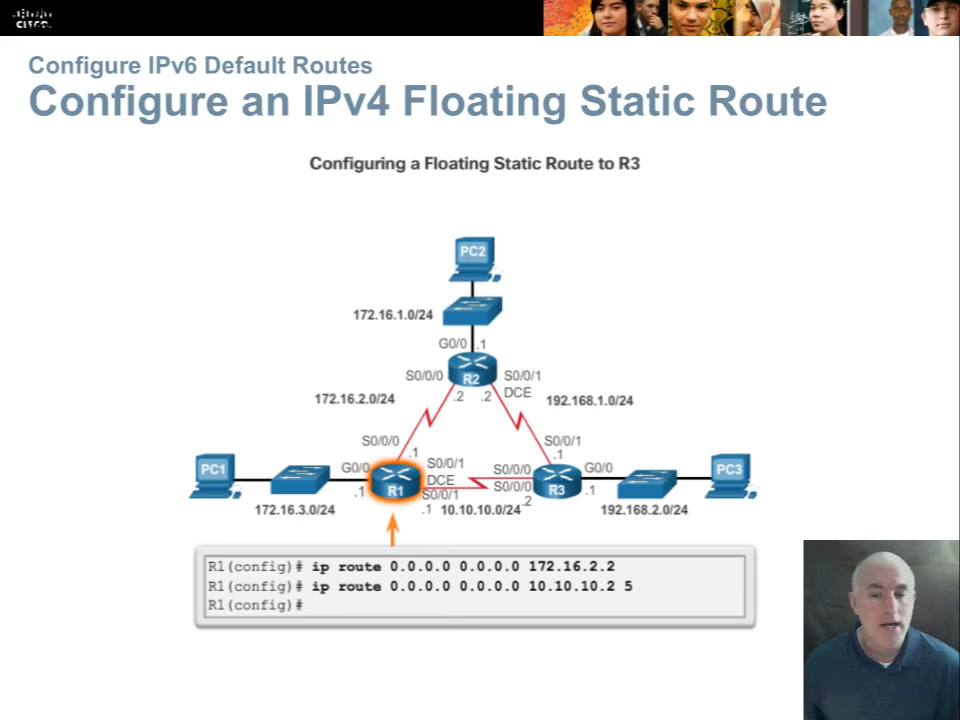 CISCO
Configure IPv6 Default Routes
Configure an IPv4 Floating Static Route
Configuring a Floating Static Route to R3
PC2
172.16.1.0/24
G0/0 .1
S0/0/0 R2 S0/0/1
.2 .2 DCE
172.16.2.0/24 192.168.1.0/24
S0/0/0 S0/0/1
.1 .1
PC1 G0/0 S0/0/1 S0/0/0 G0/0 PC3
.1 R1 DCE S0/0/0 R3 .1
S0/0/1 .2
172.16.3.0/24 .1 10.10.10.0/24 192.168.2.0/24
R1(config)# ip route 0.0.0.0 0.0.0.0 172.16.2.2
R1(config)# ip route 0.0.0.0 0.0.0.0 10.10.10.2 5
R1(config)#